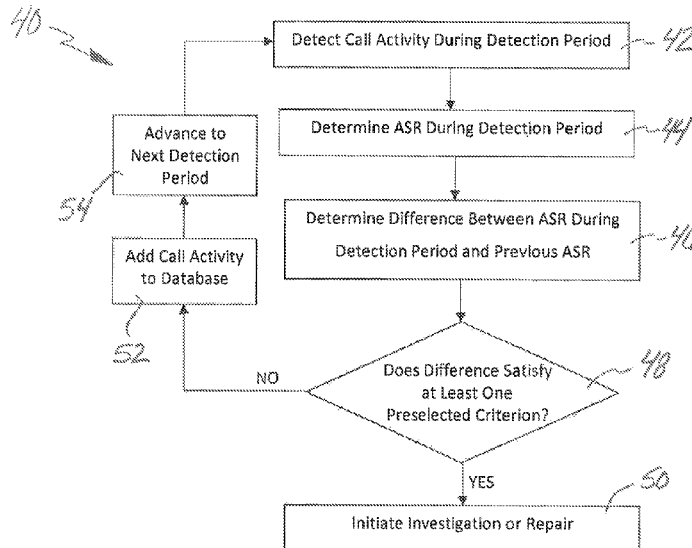 40
Detect Call Activity During Detection Period
42
Determine ASR During Detection Period
44
Advance to
Next Detection
Period
54
Determine Difference Between ASR During
Detection Period and Previous ASR
46
Add Call Activity
to Database
52
Does Difference Satisfy
at Least One
Preselected Criterion?
48
NO
YES
50
Initiate Investigation or Repair